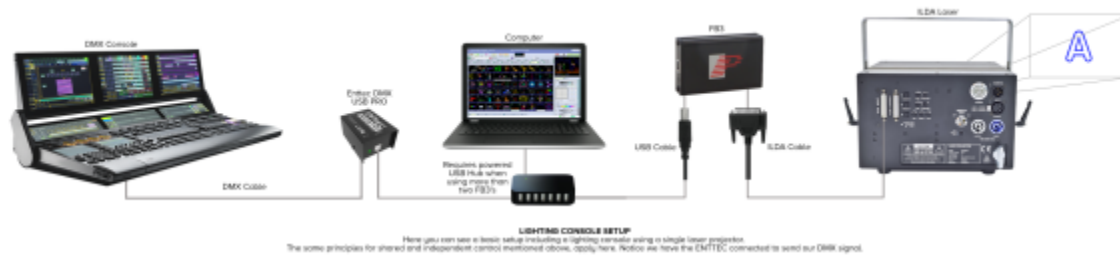 DMX Console
Enttec DMX
USB PRO
DMX Cable
Computer
Requires powered
USB Hub when
using more than
two FB3's
FB3
USB Cable
ILDA Cable
ILDA Laser
A
LIGHTING CONSOLE SETUP
Here you can see a basic setup including a lighting console using a single laser projector.
The same principles for shared and independent control mentioned above, apply here. Notice we have the ENTTEC connected to send our DMX signal.